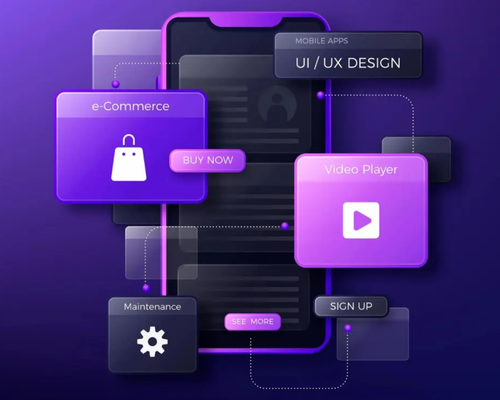 MOBILE APPS
UI / UX DESIGN
e-Commerce
BUY NOW
Video Player
Maintenance
SEE MORE
SIGN UP